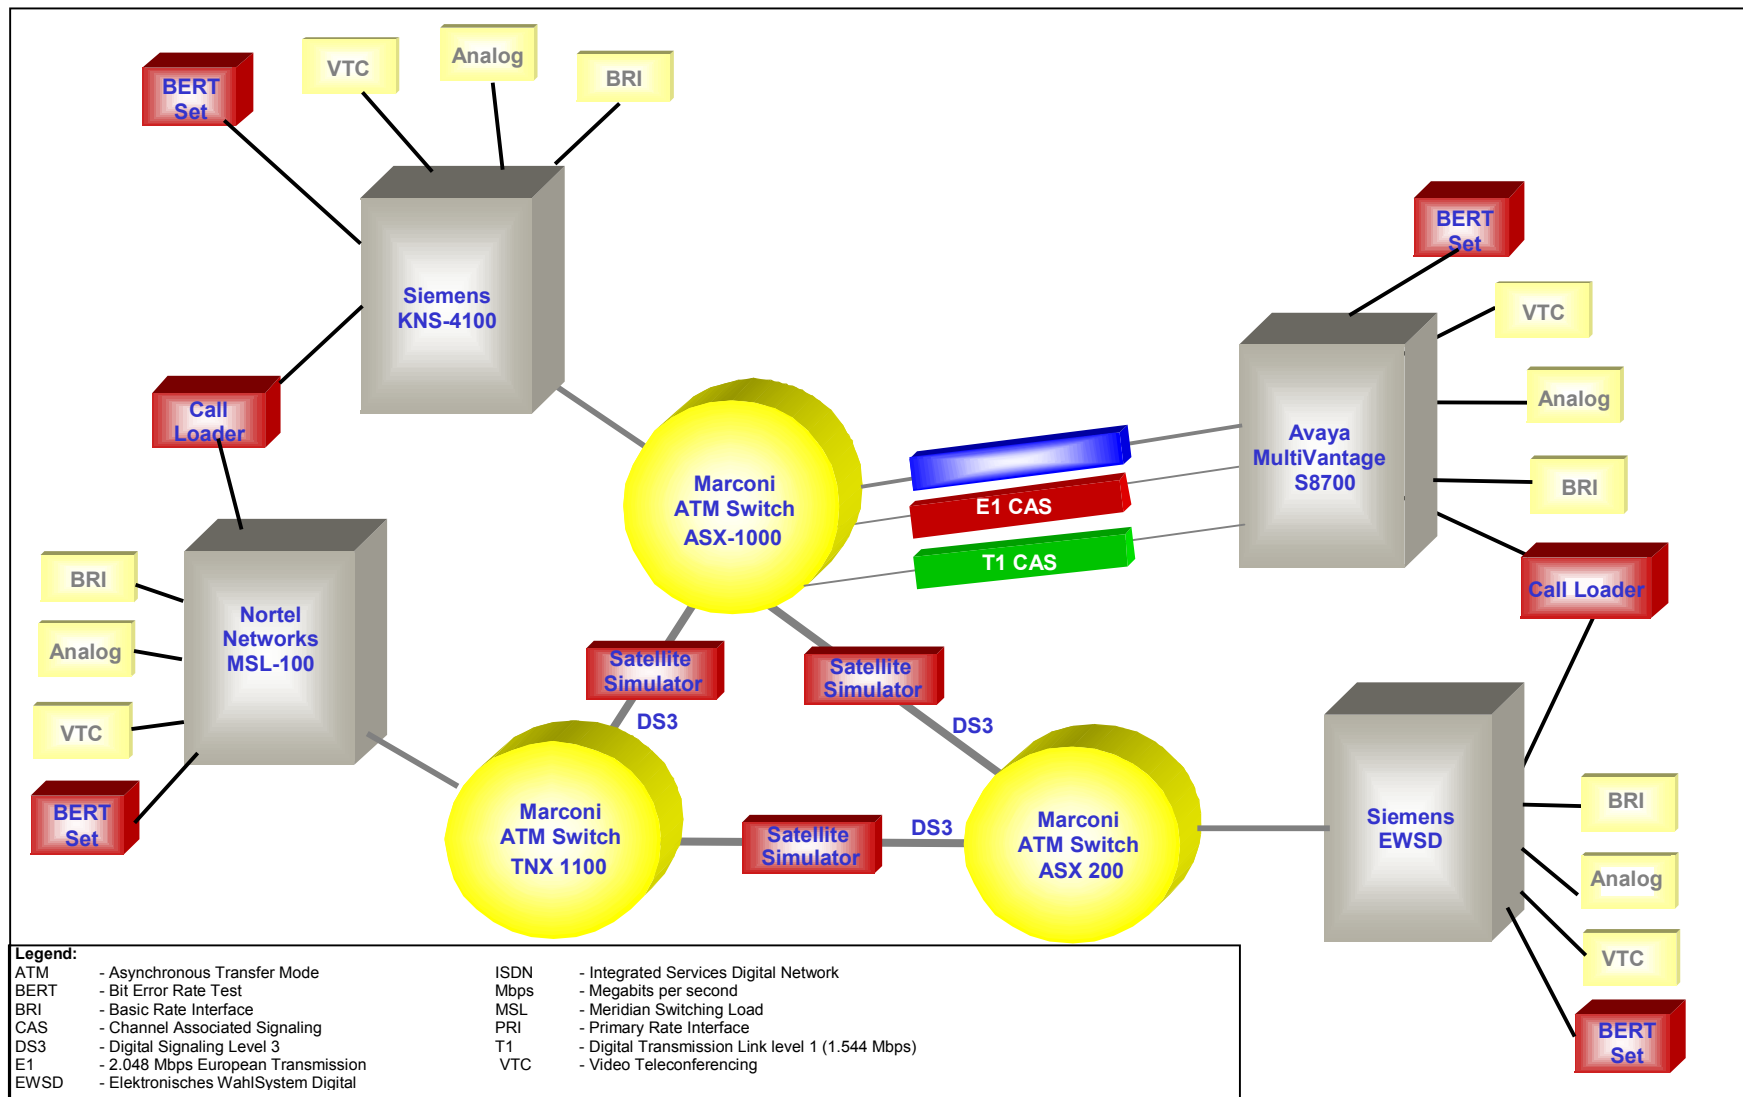 BERT
Set
VTC
Analog
BRI
Siemens
KNS-4100
Call
Loader
BERT
Set
VTC
Analog
BRI
Avaya
MultiVantage
S8700
Call Loader
Marconi
ATM Switch
ASX-1000
E1 CAS
T1 CAS
BRI
Analog
VTC
BERT
Set
Nortel
Networks
MSL-100
Satellite
Simulator
DS3
Satellite
Simulator
DS3
Marconi
ATM Switch
TNX 1100
Satellite
Simulator
DS3
Marconi
ATM Switch
ASX 200
Siemens
EWSD
BRI
Analog
VTC
BERT
Set
Legend:
ATM - Asynchronous Transfer Mode
BERT - Bit Error Rate Test
BRI - Basic Rate Interface
CAS - Channel Associated Signaling
DS3 - Digital Signaling Level 3
E1 - 2.048 Mbps European Transmission
EWSD - Elektronisches WahlSystem Digital
ISDN - Integrated Services Digital Network
Mbps - Megabits per second
MSL - Meridian Switching Load
PRI - Primary Rate Interface
T1 - Digital Transmission Link level 1 (1.544 Mbps)
VTC - Video Teleconferencing